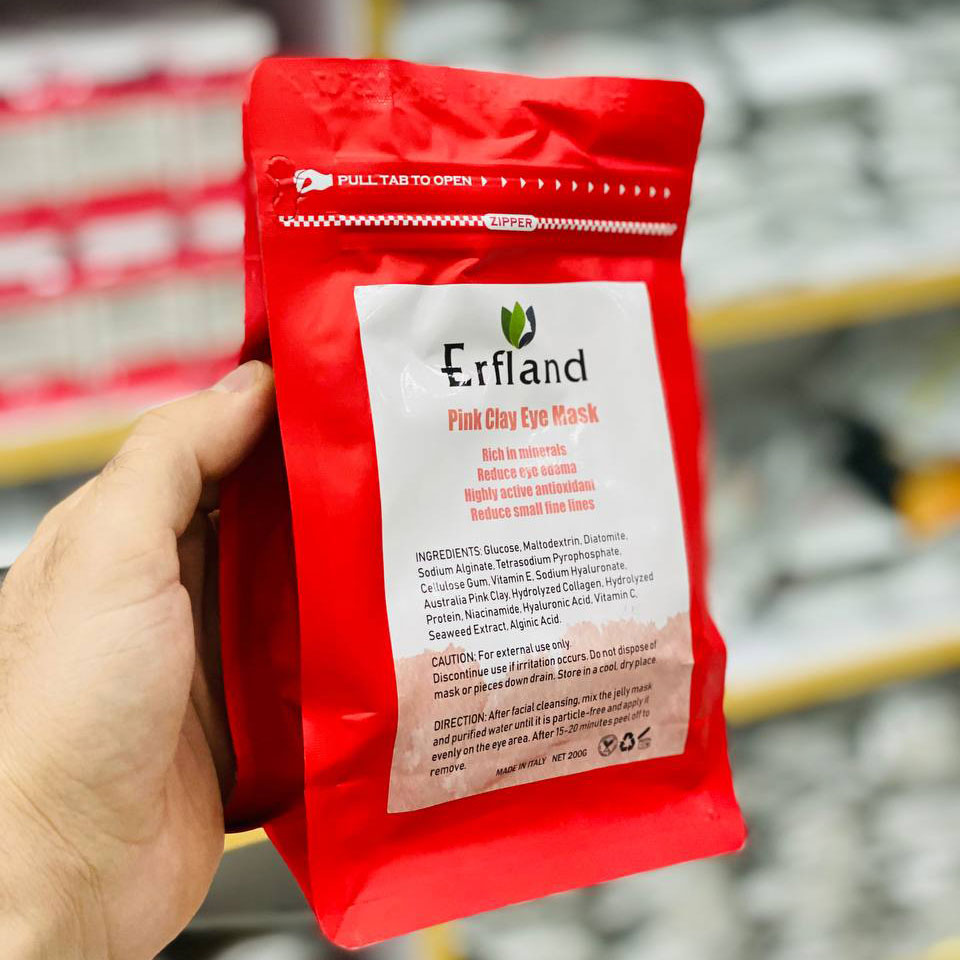 PULL TAB TO OPEN
ZIPPER
Erfland
Pink Clay Eye Mask
Rich in minerals
Reduce eye edama
Highly active antioxidant
Reduce small fine lines
INGREDIENTS: Glucose, Maltodextrin, Diatomite,
Sodium Alginate, Tetrasodium Pyrophosphate,
Cellulose Gum, Vitamin E, Sodium Hyaluronate,
Australia Pink Clay, Hydrolyzed Collagen, Hydrolyzed
Protein, Niacinamide, Hyaluronic Acid, Vitamin C,
Seaweed Extract, Alginic Acid.
CAUTION: For external use only.
Discontinue use if irritation occurs. Do not dispose of
mask or pieces down drain. Store in a cool, dry place.
DIRECTION: After facial cleansing, mix the jelly mask
and purified water until it is particle-free and apply it
evenly on the eye area. After 15-20 minutes peel off to
remove.
MADE IN ITALY NET 200G